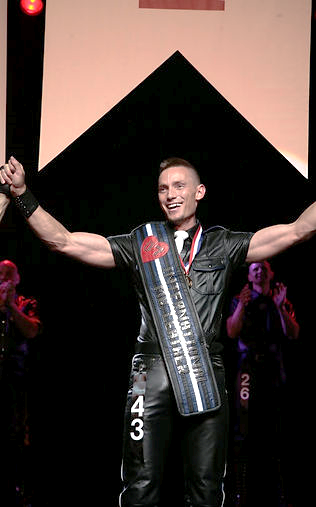 INTERNATIONAL
MR. LEATHER
43
26